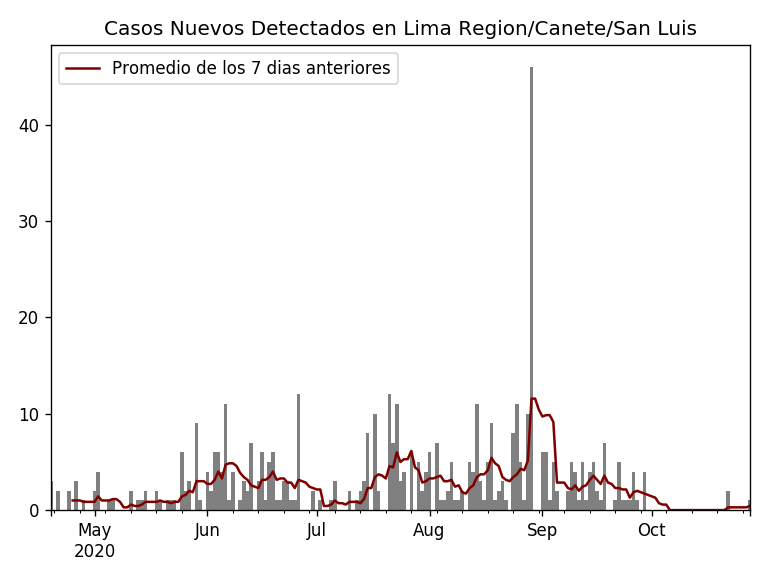 Casos Nuevos Detectados en Lima Region/Canete/San Luis
Promedio de los 7 dias anteriores
40
30
20
10
0
May Jun Jul Aug Sep Oct
2020